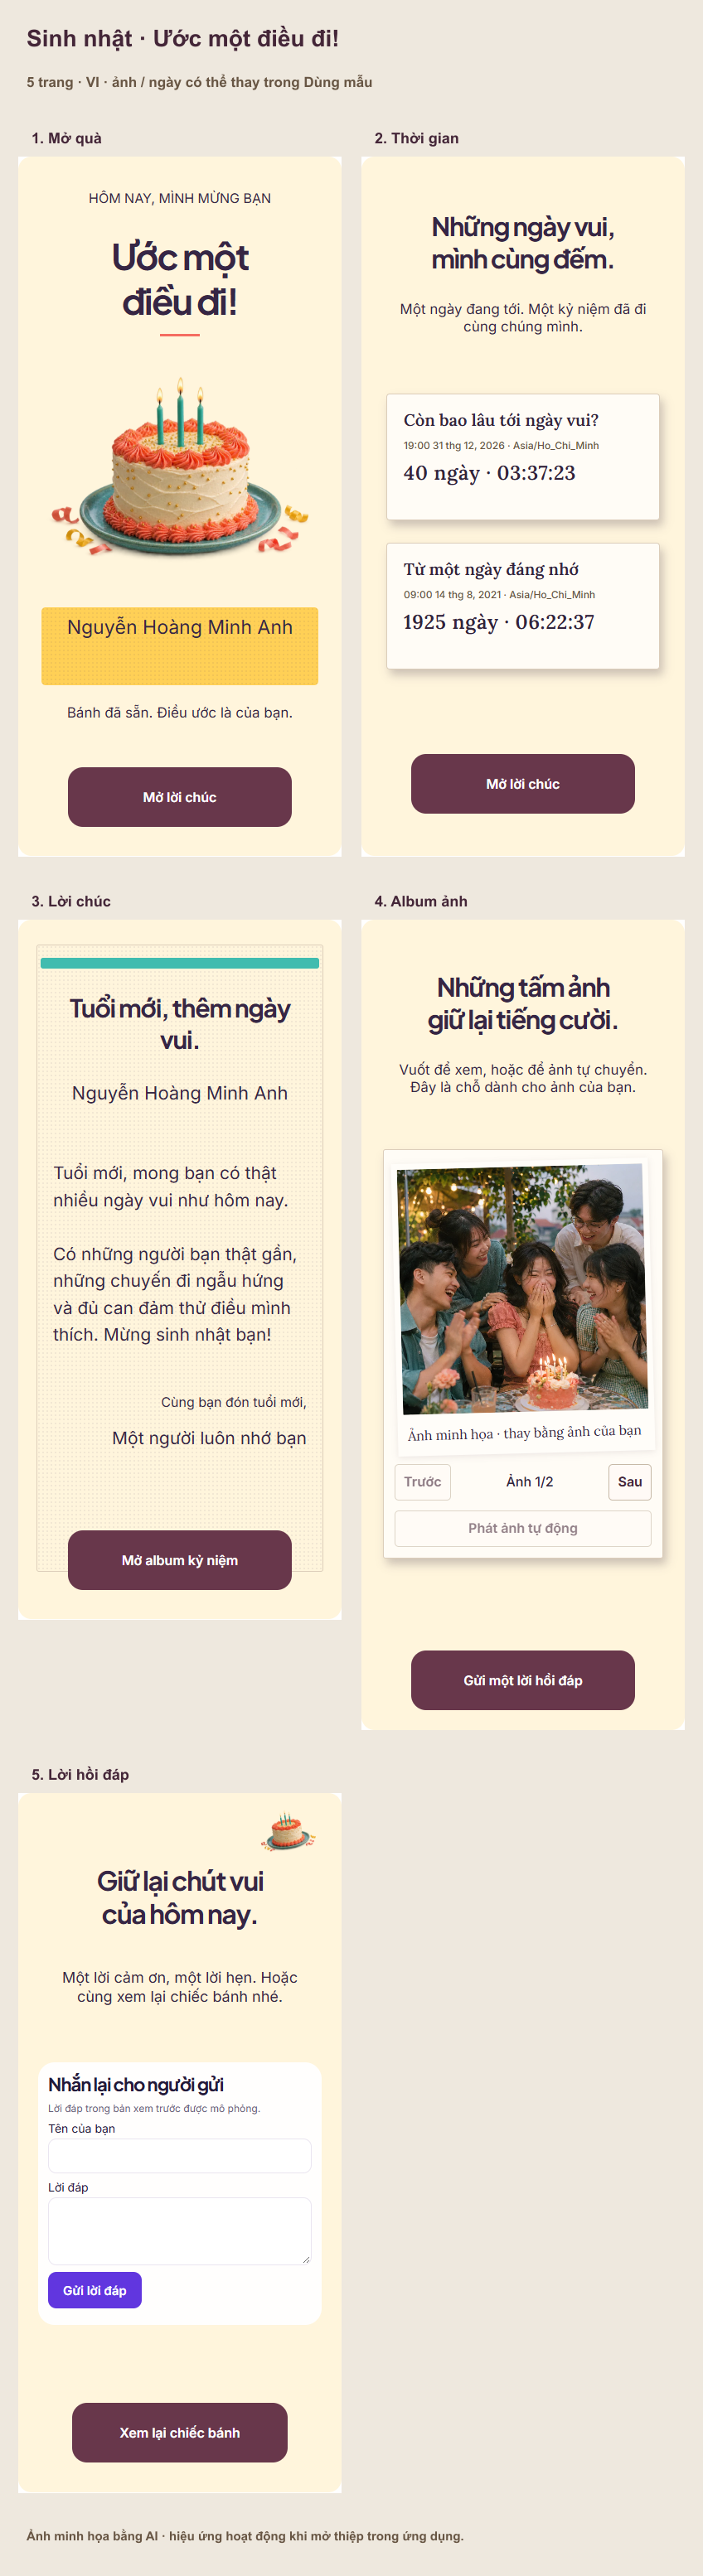 Sinh nhật · Ước một điều đi!
5 trang · VI · ảnh / ngày có thể thay trong Dùng mẫu
1. Mở quà
HÔM NAY, MÌNH MỪNG BẠN
Ước một
điều đi!
Nguyễn Hoàng Minh Anh
Bánh đã sẵn. Điều ước là của bạn.
Mở lời chúc
2. Thời gian
Những ngày vui,
mình cùng đếm.
Một ngày đang tới. Một kỷ niệm đã đi
cùng chúng mình.
Còn bao lâu tới ngày vui?
19:00 31 thg 12, 2026 · Asia/Ho_Chi_Minh
40 ngày · 03:37:23
Từ một ngày đáng nhớ
09:00 14 thg 8, 2021 · Asia/Ho_Chi_Minh
1925 ngày · 06:22:37
Mở lời chúc
3. Lời chúc
Tuổi mới, thêm ngày
vui.
Nguyễn Hoàng Minh Anh
Tuổi mới, mong bạn có thật
nhiều ngày vui như hôm nay.
Có những người bạn thật gần,
những chuyến đi ngẫu hứng
và đủ can đảm thử điều mình
thích. Mừng sinh nhật bạn!
Cùng bạn đón tuổi mới,
Một người luôn nhớ bạn
Mở album kỷ niệm
4. Album ảnh
Những tấm ảnh
giữ lại tiếng cười.
Vuốt để xem, hoặc để ảnh tự chuyển.
Đây là chỗ dành cho ảnh của bạn.
Ảnh minh họa · thay bằng ảnh của bạn
Trước
Ảnh 1/2
Sau
Phát ảnh tự động
Gửi một lời hồi đáp
5. Lời hồi đáp
Giữ lại chút vui
của hôm nay.
Một lời cảm ơn, một lời hẹn. Hoặc
cùng xem lại chiếc bánh nhé.
Nhắn lại cho người gửi
Lời đáp trong bản xem trước được mô phỏng.
Tên của bạn
Lời đáp
Gửi lời đáp
Xem lại chiếc bánh
Ảnh minh họa bằng AI · hiệu ứng hoạt động khi mở thiệp trong ứng dụng.